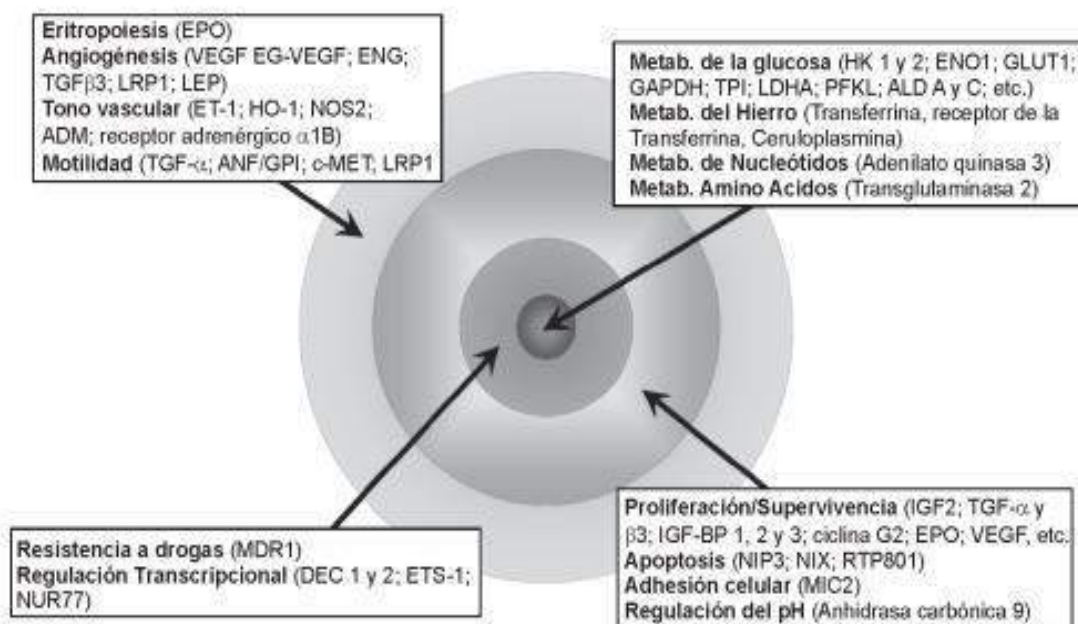 Eritropoiesis (EPO)
Angiogénesis (VEGF EG-VEGF; ENG;
TGFβ3; LRP1; LEP)
Tono vascular (ET-1; HO-1; NOS2;
ADM; receptor adrenérgico α1B)
Motilidad (TGF-α; ANF/GPI; c-MET; LRP1
Metab. de la glucosa (HK 1 y 2; ENO1; GLUT1;
GAPDH; TPI; LDHA; PFKL; ALD A y C; etc.)
Metab. del Hierro (Transferrina, receptor de la
Transferrina, Ceruloplasmina)
Metab. de Nucleótidos (Adenilato quinasa 3)
Metab. Amino Acidos (Transglutaminasa 2)
Resistencia a drogas (MDR1)
Regulación Transcripcional (DEC 1 y 2; ETS-1;
NUR77)
Proliferación/Supervivencia (IGF2; TGF-α y
β3; IGF-BP 1, 2 y 3; ciclina G2; EPO; VEGF, etc.
Apoptosis (NIP3; NIX; RTP801)
Adhesión celular (MIC2)
Regulación del pH (Anhidrasa carbónica 9)